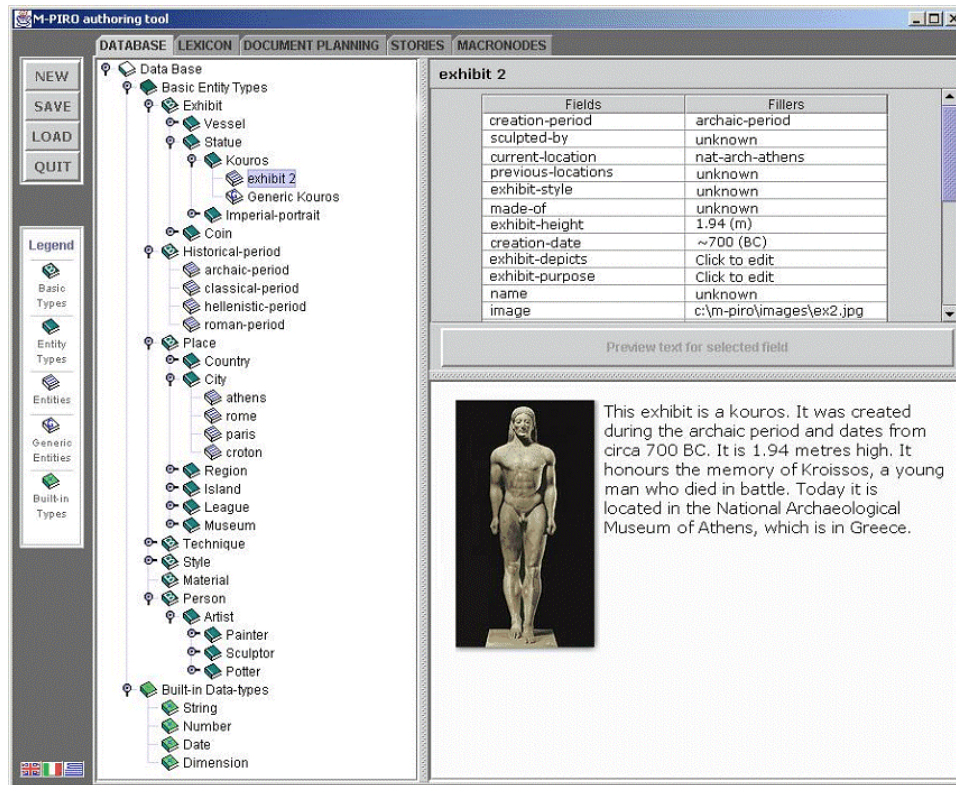 M-PIRO authoring tool
DATABASE LEXICON DOCUMENT PLANNING STORIES MACRONODES
NEW
SAVE
LOAD
QUIT
Legend
Basic
Types
Entity
Types
Entities
Generic
Entities
Built-in
Types
Data Base
Basic Entity Types
Exhibit
Vessel
Statue
Kouros
exhibit 2
Generic Kouros
Imperial-portrait
Coin
Historical-period
archaic-period
classical-period
hellenistic-period
roman-period
Place
Country
City
athens
rome
paris
croton
Region
Island
League
Museum
Technique
Style
Material
Person
Artist
Painter
Sculptor
Potter
Built-in Data-types
String
Number
Date
Dimension
exhibit 2
Fields Fillers
creation-period archaic-period
sculpted-by unknown
current-location nat-arch-athens
previous-locations unknown
exhibit-style unknown
made-of unknown
exhibit-height 1.94 (m)
creation-date ~700 (BC)
exhibit-depicts Click to edit
exhibit-purpose Click to edit
name unknown
image c:\m-piro\images\ex2.jpg
Preview text for selected field
This exhibit is a kouros. It was created
during the archaic period and dates from
circa 700 BC. It is 1.94 metres high. It
honours the memory of Kroissos, a young
man who died in battle. Today it is
located in the National Archaeological
Museum of Athens, which is in Greece.